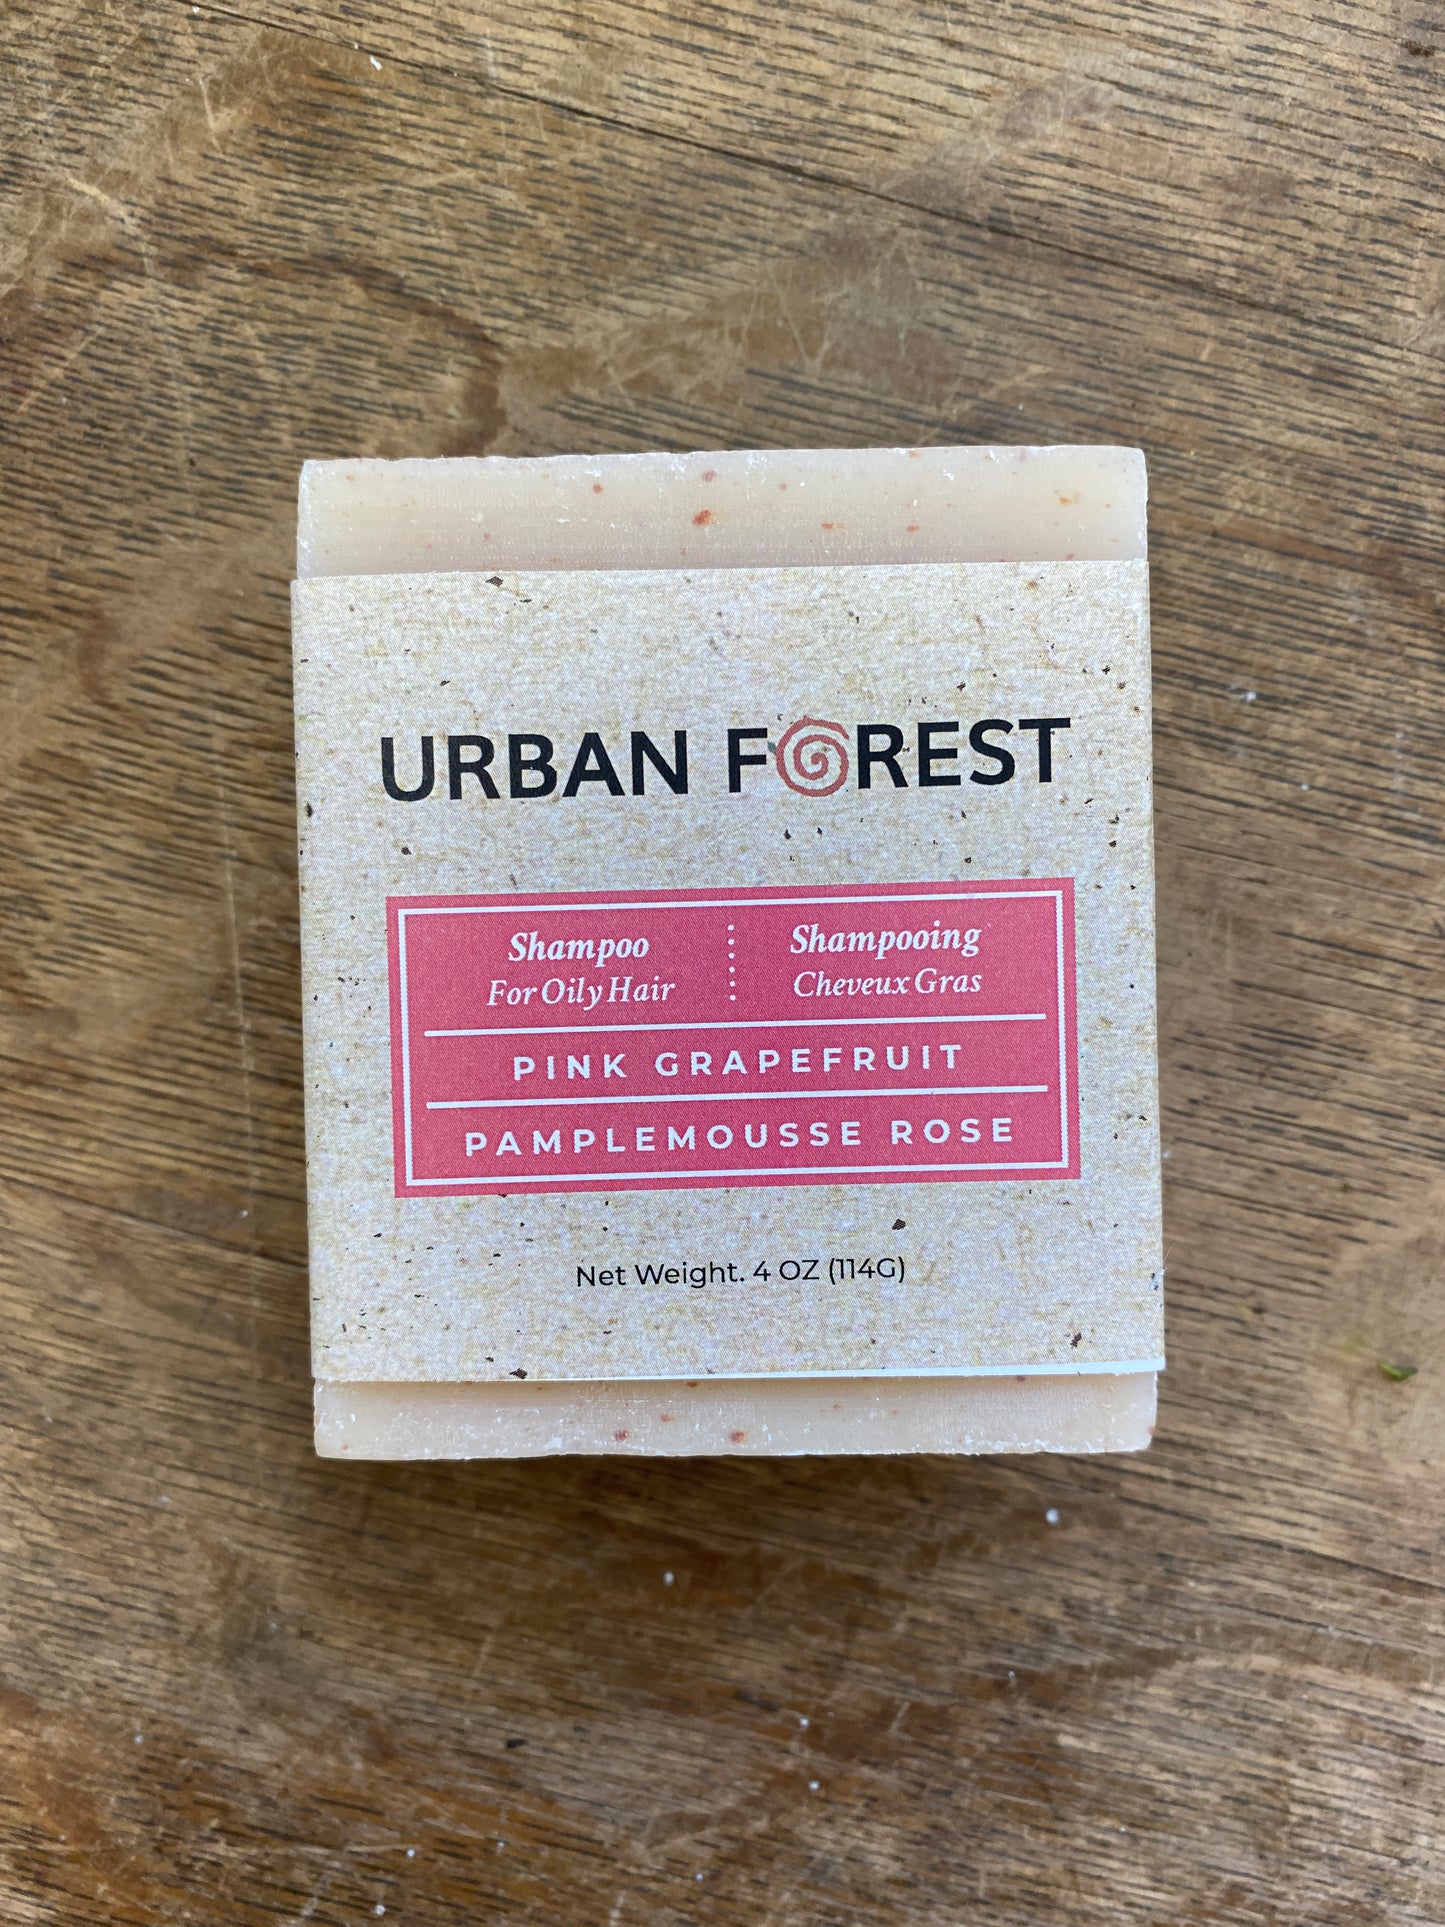 URBAN FOREST
Shampoo
For Oily Hair
Shampooing
Cheveux Gras
PINK GRAPEFRUIT
PAMPLEMOUSSE ROSE
Net Weight. 4 OZ (114G)